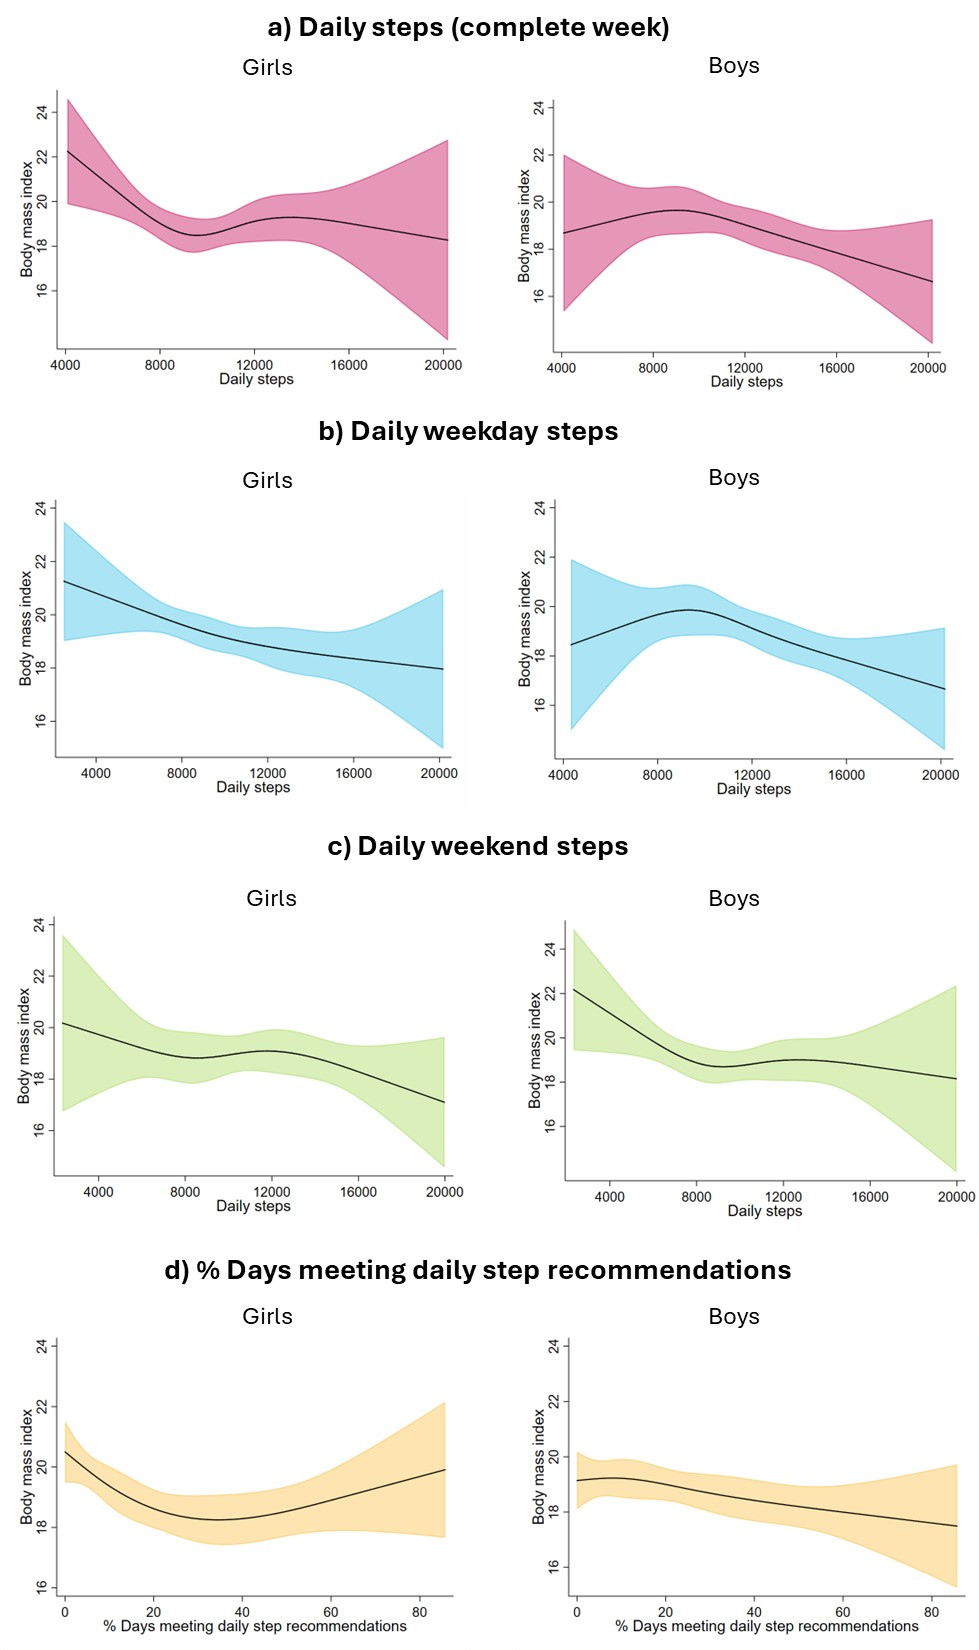 a) Daily steps (complete week)
Girls
Boys
24
22
20
18
16
Body mass index
4000 8000 12000 16000 20000
Daily steps
24
22
20
18
16
Body mass index
4000 8000 12000 16000 20000
Daily steps
b) Daily weekday steps
Girls
Boys
24
22
20
18
16
Body mass index
4000 8000 12000 16000 20000
Daily steps
24
22
20
18
16
Body mass index
4000 8000 12000 16000 20000
Daily steps
c) Daily weekend steps
Girls
Boys
24
22
20
18
16
Body mass index
4000 8000 12000 16000 20000
Daily steps
24
22
20
18
16
Body mass index
4000 8000 12000 16000 20000
Daily steps
d) % Days meeting daily step recommendations
Girls
Boys
24
22
20
18
16
Body mass index
0 20 40 60 80
% Days meeting daily step recommendations
24
22
20
18
16
Body mass index
0 20 40 60 80
% Days meeting daily step recommendations